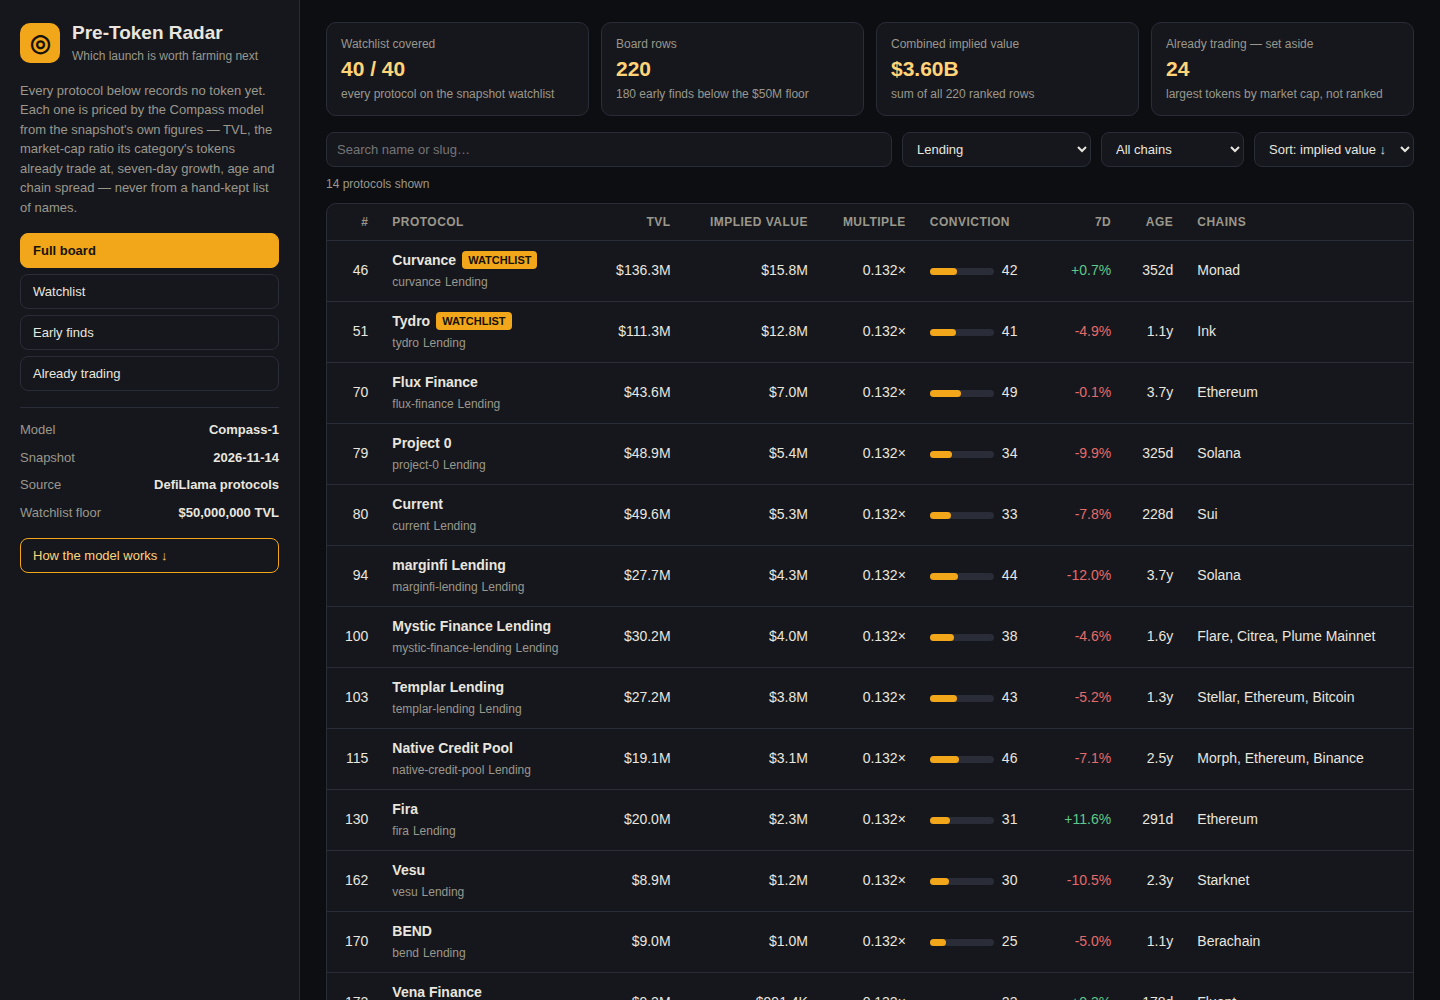 ◎
Pre-Token Radar
Which launch is worth farming next
Every protocol below records no token yet.
Each one is priced by the Compass model
from the snapshot's own figures — TVL, the
market-cap ratio its category's tokens
already trade at, seven-day growth, age and
chain spread — never from a hand-kept list
of names.
Full board
Watchlist
Early finds
Already trading
Model Compass-1
Snapshot 2026-11-14
Source DefiLlama protocols
Watchlist floor $50,000,000 TVL
How the model works ↓
Watchlist covered
40 / 40
every protocol on the snapshot watchlist
Board rows
220
180 early finds below the $50M floor
Combined implied value
$3.60B
sum of all 220 ranked rows
Already trading — set aside
24
largest tokens by market cap, not ranked
Search name or slug…
Lending
All chains
Sort: implied value ↓
14 protocols shown
# PROTOCOL TVL IMPLIED VALUE MULTIPLE CONVICTION 7D AGE CHAINS
46 Curvance WATCHLIST $136.3M $15.8M 0.132× 42 +0.7% 352d Monad
curvance Lending
51 Tydro WATCHLIST $111.3M $12.8M 0.132× 41 -4.9% 1.1y Ink
tydro Lending
70 Flux Finance $43.6M $7.0M 0.132× 49 -0.1% 3.7y Ethereum
flux-finance Lending
79 Project 0 $48.9M $5.4M 0.132× 34 -9.9% 325d Solana
project-0 Lending
80 Current $49.6M $5.3M 0.132× 33 -7.8% 228d Sui
current Lending
94 marginfi Lending $27.7M $4.3M 0.132× 44 -12.0% 3.7y Solana
marginfi-lending Lending
100 Mystic Finance Lending $30.2M $4.0M 0.132× 38 -4.6% 1.6y Flare, Citrea, Plume Mainnet
mystic-finance-lending Lending
103 Templar Lending $27.2M $3.8M 0.132× 43 -5.2% 1.3y Stellar, Ethereum, Bitcoin
templar-lending Lending
115 Native Credit Pool $19.1M $3.1M 0.132× 46 -7.1% 2.5y Morph, Ethereum, Binance
native-credit-pool Lending
130 Fira $20.0M $2.3M 0.132× 31 +11.6% 291d Ethereum
fira Lending
162 Vesu $8.9M $1.2M 0.132× 30 -10.5% 2.3y Starknet
vesu Lending
170 BEND $9.0M $1.0M 0.132× 25 -5.0% 1.1y Berachain
bend Lending
Vena Finance